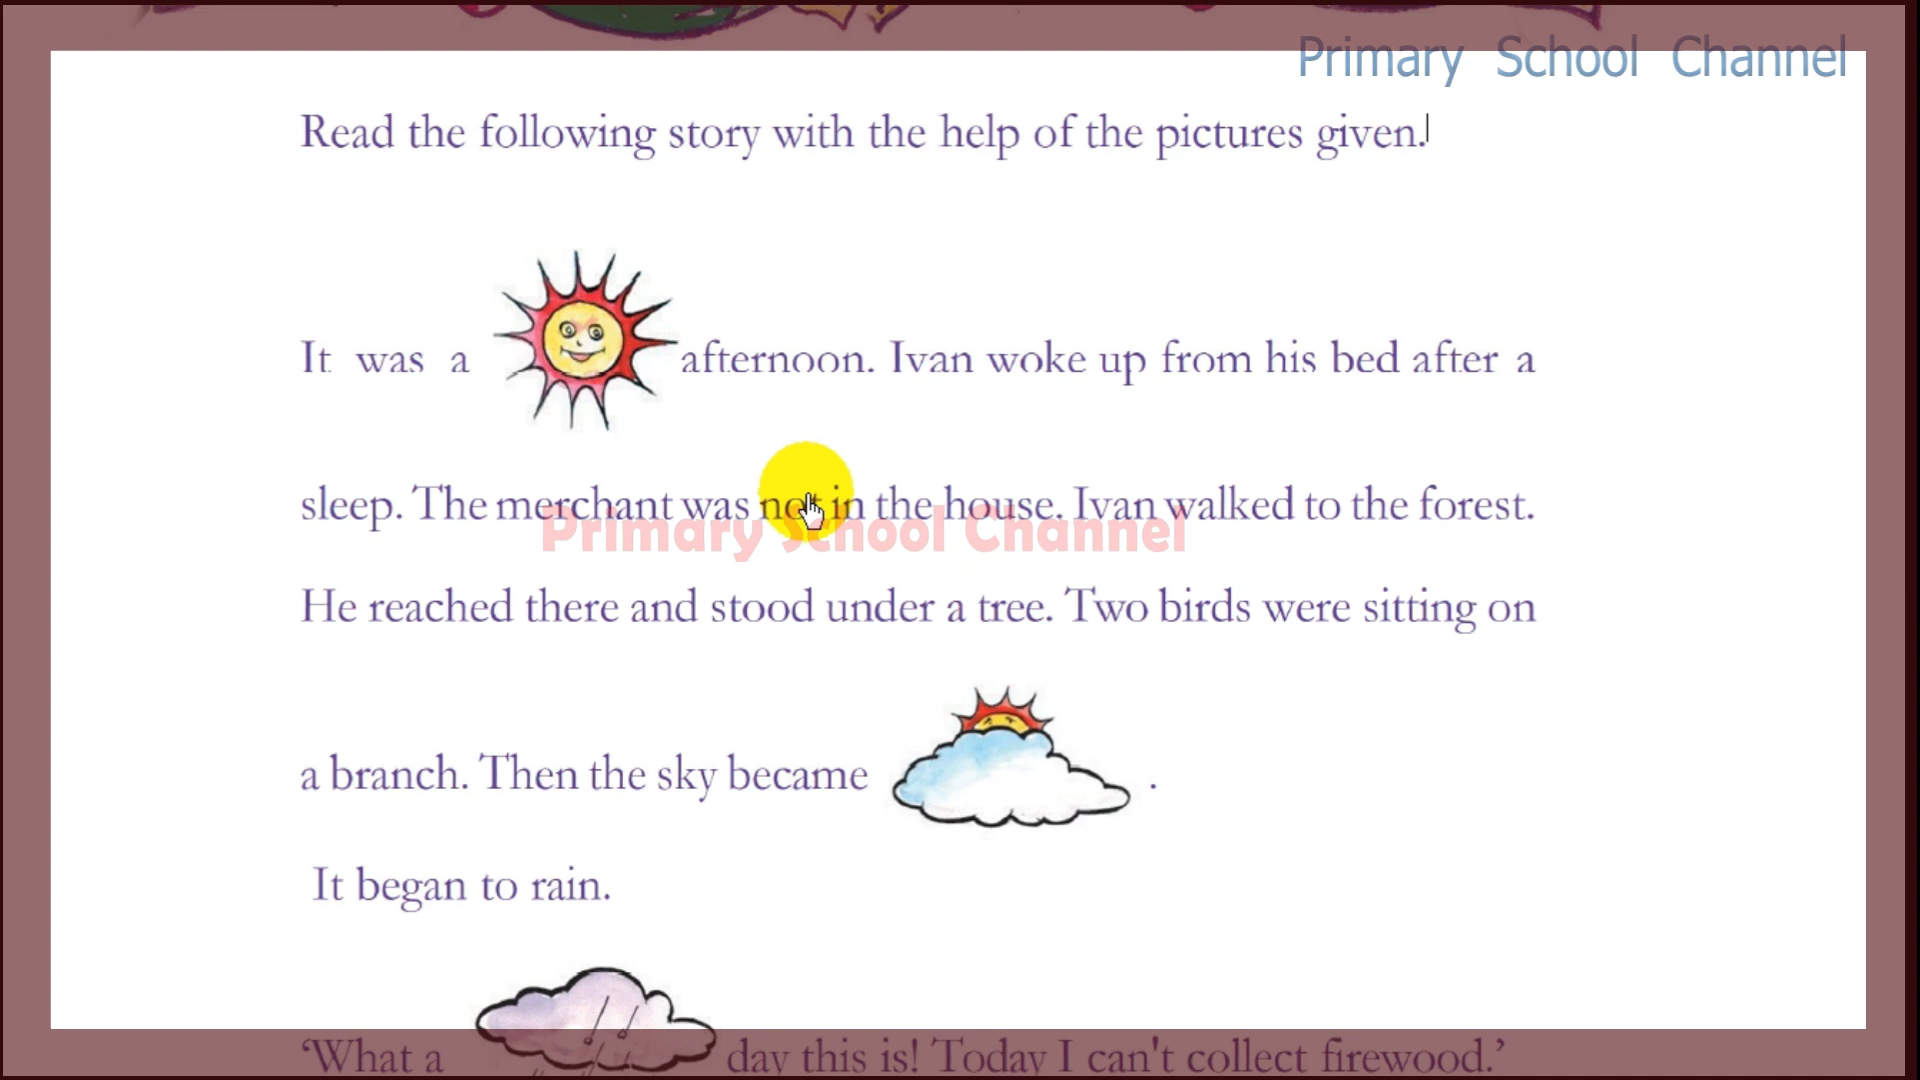 Primary School Channel
Read the following story with the help of the pictures given.
It was a afternoon. Ivan woke up from his bed after a
sleep. The merchant was not in the house. Ivan walked to the forest.
Primary School Channel
He reached there and stood under a tree. Two birds were sitting on
a branch. Then the sky became .
It began to rain.
‘What a day this is! Today I can't collect firewood.’